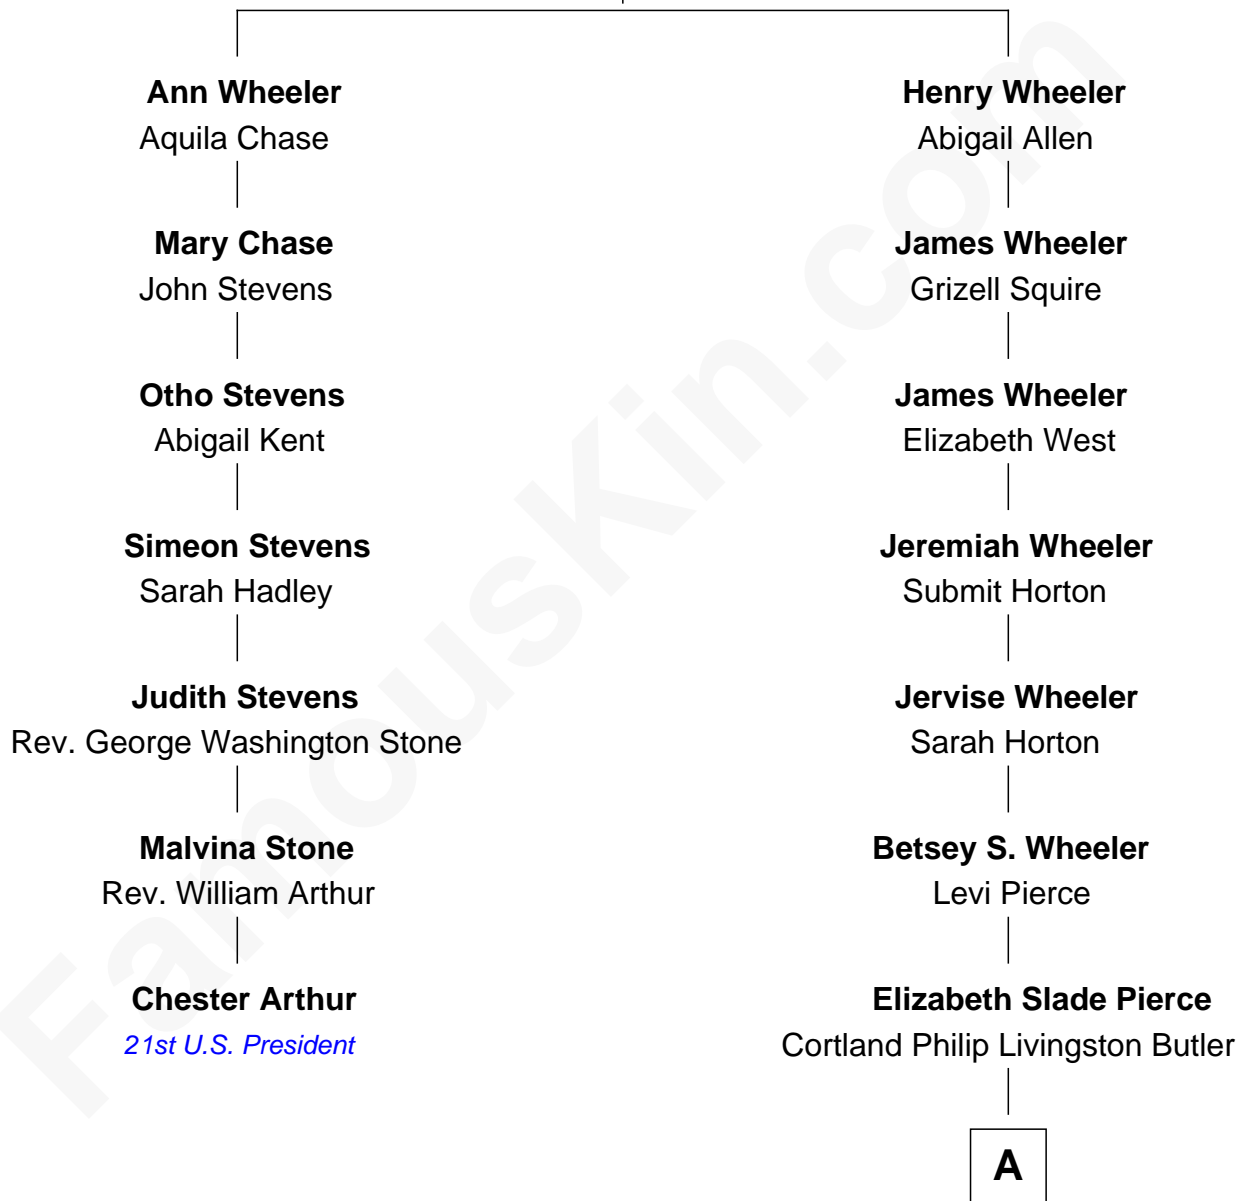 Ann Wheeler
Aquila Chase
Mary Chase
John Stevens
Otho Stevens
Abigail Kent
Simeon Stevens
Sarah Hadley
Judith Stevens
Rev. George Washington Stone
Malvina Stone
Rev. William Arthur
Chester Arthur
21st U.S. President
Henry Wheeler
Abigail Allen
James Wheeler
Grizell Squire
James Wheeler
Elizabeth West
Jeremiah Wheeler
Submit Horton
Jervise Wheeler
Sarah Horton
Betsey S. Wheeler
Levi Pierce
Elizabeth Slade Pierce
Cortland Philip Livingston Butler
A
FamousKin.com